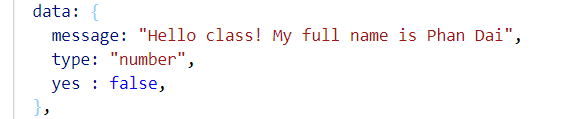 data: {
message: "Hello class! My full name is Phan Dai",
type: "number",
yes : false,
},